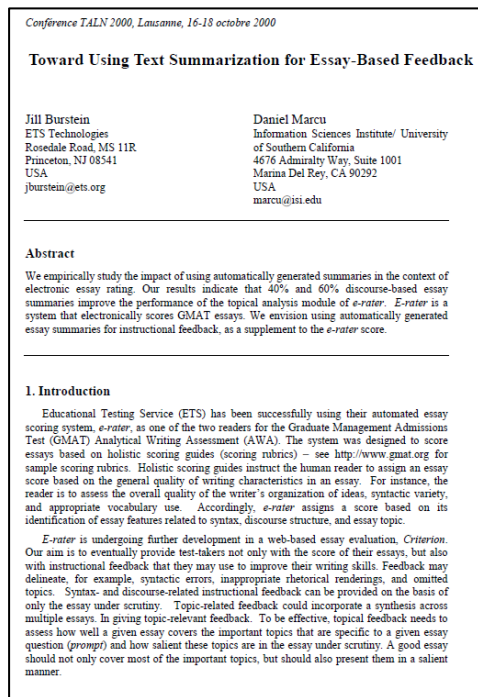 Conférence TALN 2000, Lausanne, 16-18 octobre 2000
Toward Using Text Summarization for Essay-Based Feedback
Jill Burstein
ETS Technologies
Rosedale Road, MS 11R
Princeton, NJ 08541
USA
jburstein@ets.org
Daniel Marcu
Information Sciences Institute/ University
of Southern California
4676 Admiralty Way, Suite 1001
Marina Del Rey, CA 90292
USA
marcu@isi.edu
Abstract
We empirically study the impact of using automatically generated summaries in the context of
electronic essay rating. Our results indicate that 40% and 60% discourse-based essay
summaries improve the performance of the topical analysis module of e-rater. E-rater is a
system that electronically scores GMAT essays. We envision using automatically generated
essay summaries for instructional feedback, as a supplement to the e-rater score.
1. Introduction
Educational Testing Service (ETS) has been successfully using their automated essay
scoring system, e-rater, as one of the two readers for the Graduate Management Admissions
Test (GMAT) Analytical Writing Assessment (AWA). The system was designed to score
essays based on holistic scoring guides (scoring rubrics) – see http://www.gmat.org for
sample scoring rubrics. Holistic scoring guides instruct the human reader to assign an essay
score based on the general quality of writing characteristics in an essay. For instance, the
reader is to assess the overall quality of the writer's organization of ideas, syntactic variety,
and appropriate vocabulary use. Accordingly, e-rater assigns a score based on its
identification of essay features related to syntax, discourse structure, and essay topic.
E-rater is undergoing further development in a web-based essay evaluation, Criterion.
Our aim is to eventually provide test-takers not only with the score of their essays, but also
with instructional feedback that they may use to improve their writing skills. Feedback may
delineate, for example, syntactic errors, inappropriate rhetorical renderings, and omitted
topics. Syntax- and discourse-related instructional feedback can be provided on the basis of
only the essay under scrutiny. Topic-related feedback could incorporate a synthesis across
multiple essays. In giving topic-relevant feedback. To be effective, topical feedback needs to
assess how well a given essay covers the important topics that are specific to a given essay
question (prompt) and how salient these topics are in the essay under scrutiny. A good essay
should not only cover most of the important topics, but should also present them in a salient
manner.